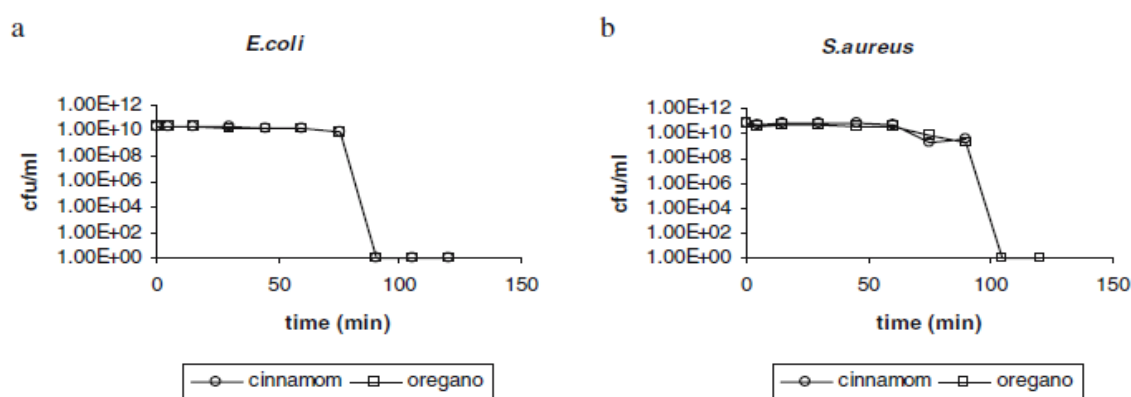 a
E.coli
1.00E+12
1.00E+10
1.00E+08
1.00E+06
1.00E+04
1.00E+02
1.00E+00
cfu/ml
0 50 100 150
time (min)
cinnamom oregano
b
S.aureus
1.00E+12
1.00E+10
1.00E+08
1.00E+06
1.00E+04
1.00E+02
1.00E+00
cfu/ml
0 50 100 150
time (min)
cinnamom oregano